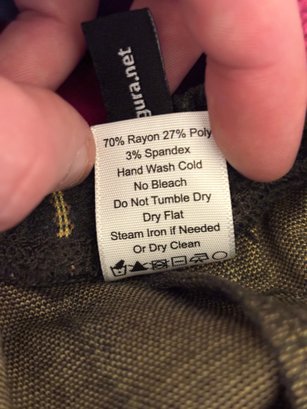 gura.net
70% Rayon 27% Poly
3% Spandex
Hand Wash Cold
No Bleach
Do Not Tumble Dry
Dry Flat
Steam Iron if Needed
Or Dry Clean